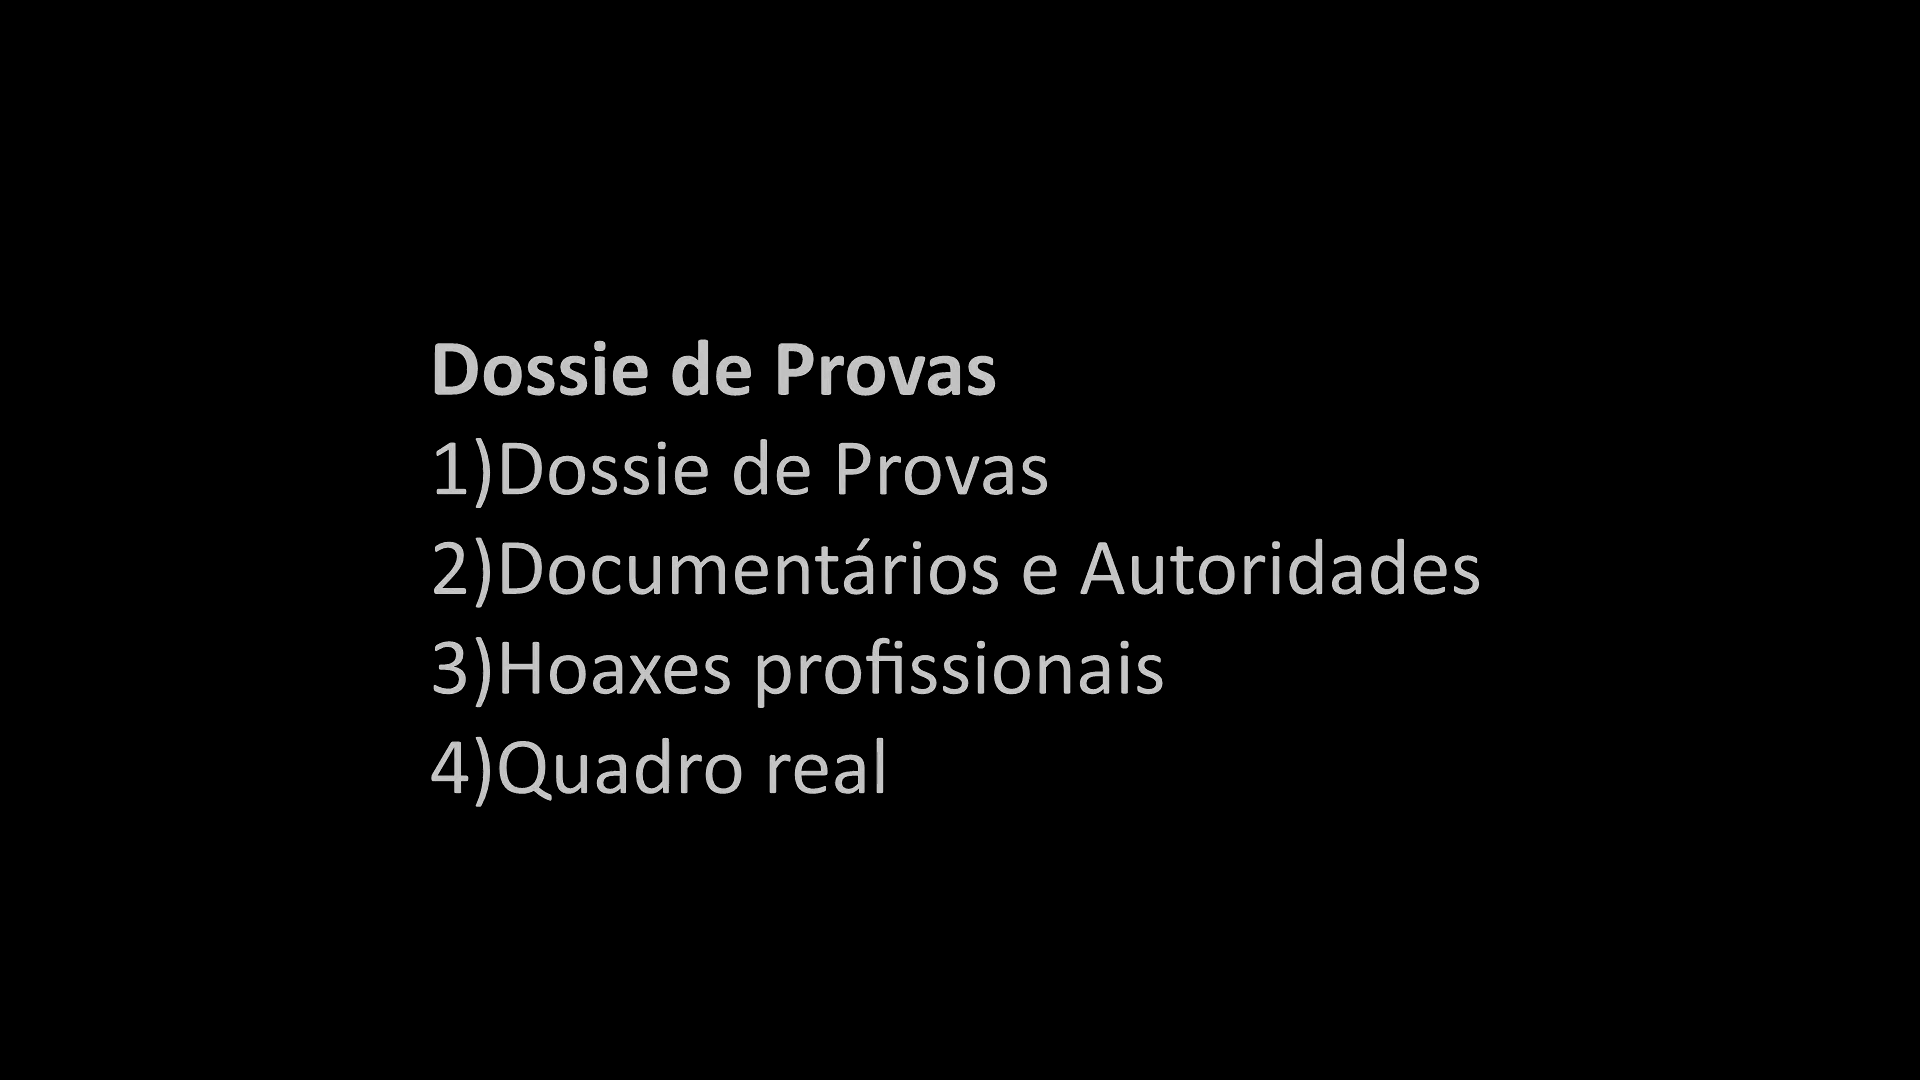 Dossie de Provas
1)Dossie de Provas
2)Documentários e Autoridades
3)Hoaxes profissionais
4)Quadro real